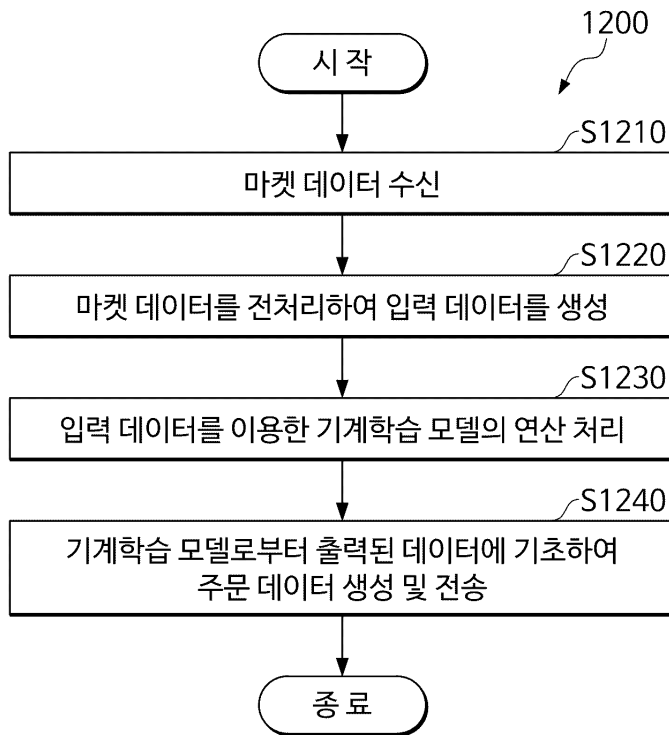 1200
시 작
S1210
마켓 데이터 수신
S1220
마켓 데이터를 전처리하여 입력 데이터를 생성
S1230
입력 데이터를 이용한 기계학습 모델의 연산 처리
S1240
기계학습 모델로부터 출력된 데이터에 기초하여
주문 데이터 생성 및 전송
종 료